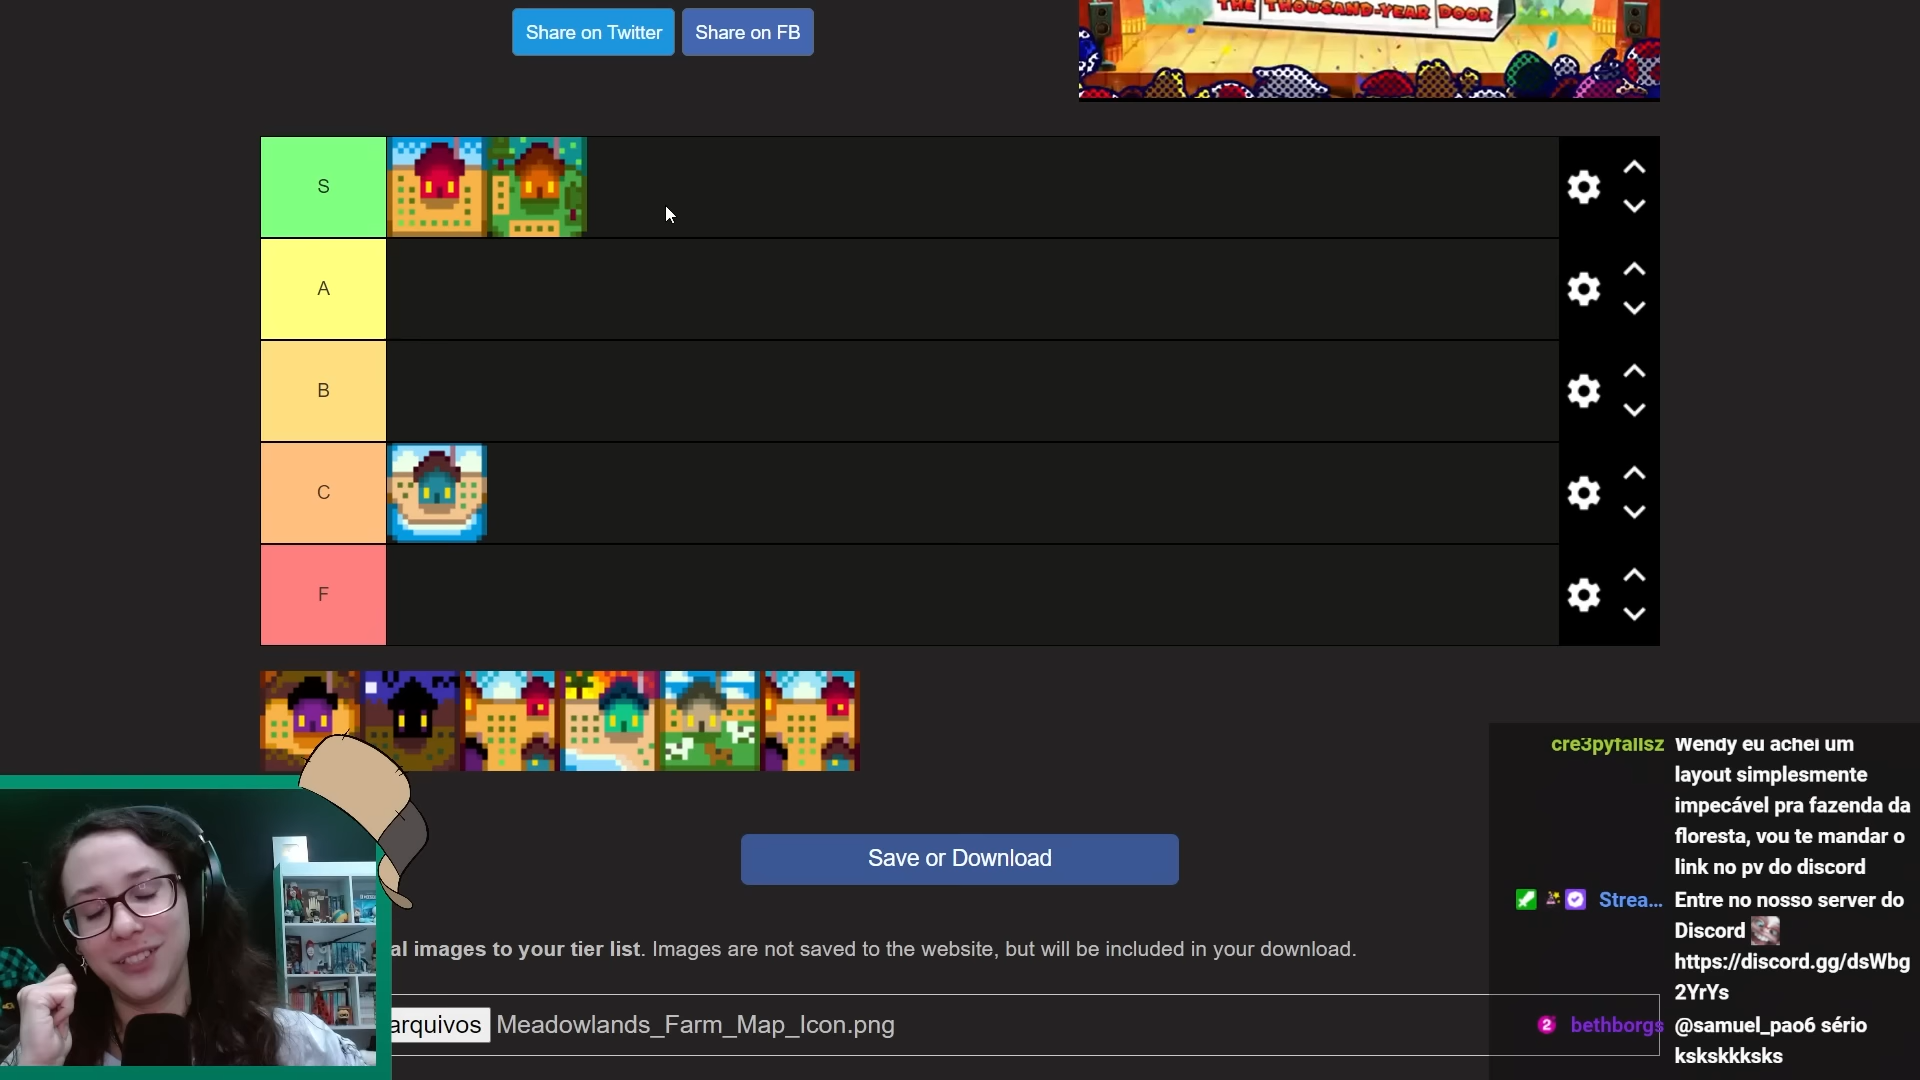 THE THOUSAND-YEAR DOOR
Share on Twitter
Share on FB
S
A
B
C
F
Save or Download
al images to your tier list. Images are not saved to the website, but will be included in your download.
arquivos
Meadowlands_Farm_Map_Icon.png
cre3pyfallsz Wendy eu achei um
layout simplesmente
impecável pra fazenda da
floresta, vou te mandar o
link no pv do discord
Strea... Entre no nosso server do
Discord
https://discord.gg/dsWbg
2YrYs
2 bethborgs @samuel_pao6 sério
kskskkksks